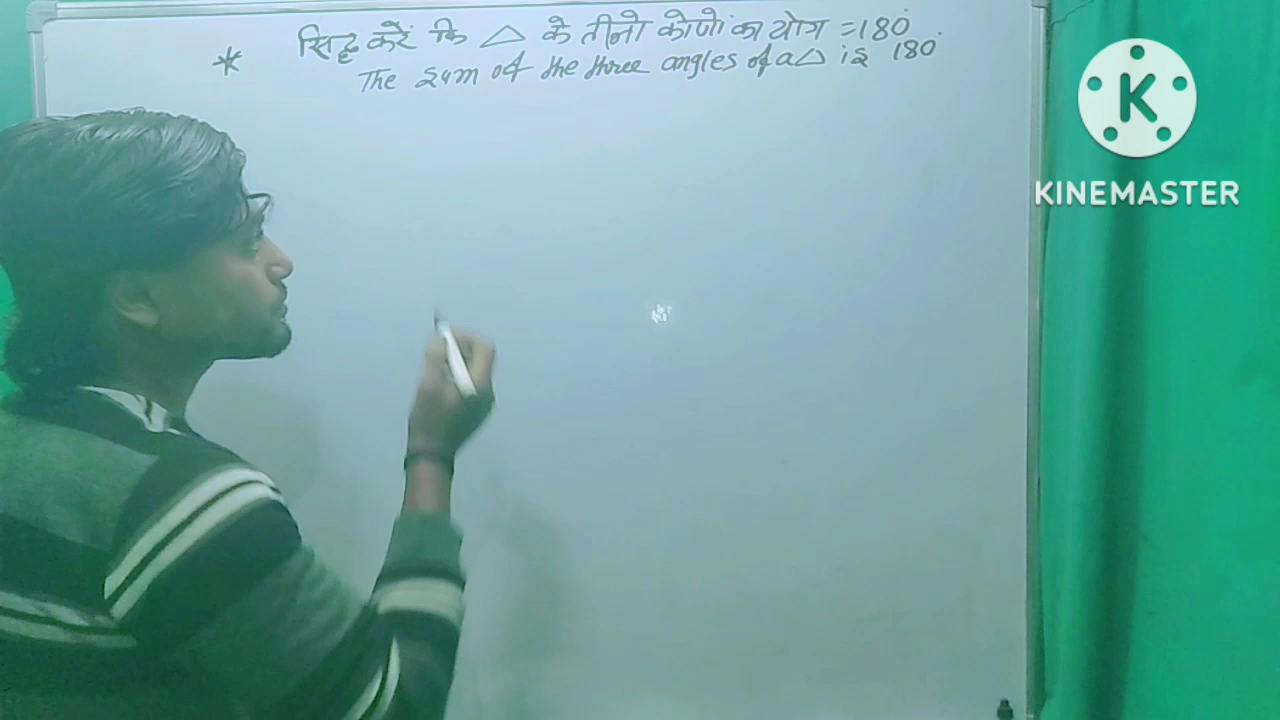 सिद्ध करें कि △ के तीनो कोणों का योग =180°
* The sum of the three angles of a △ is 180°
K
KINEMASTER